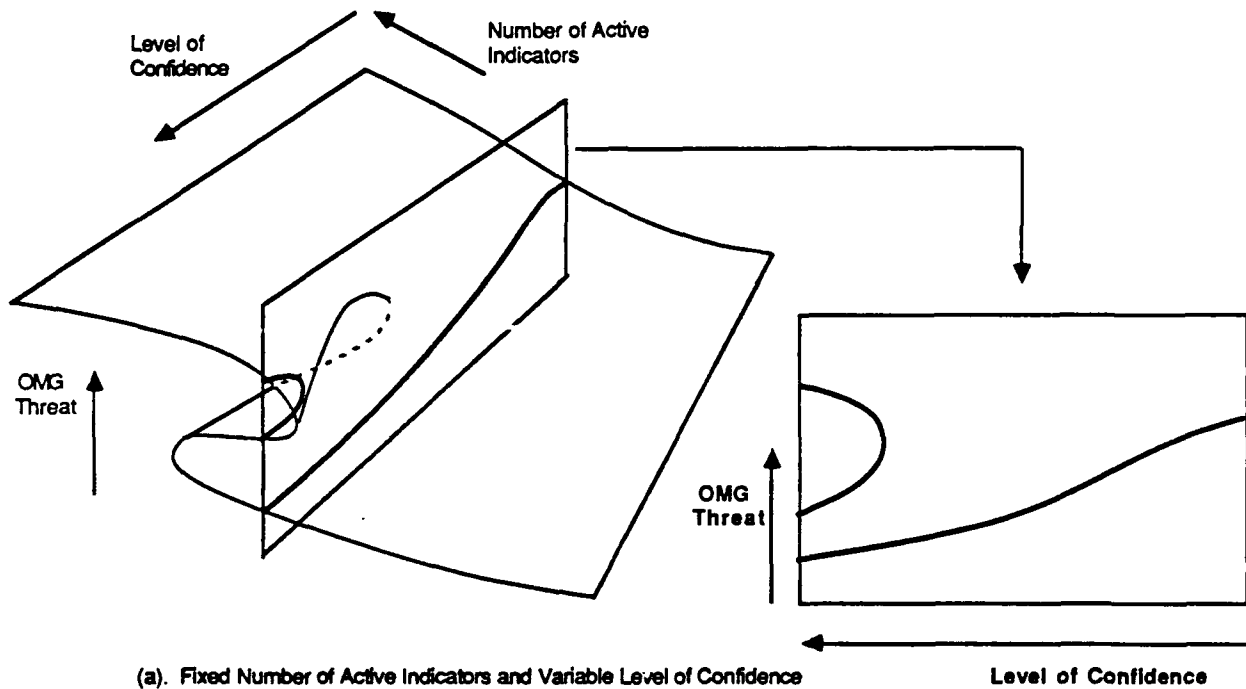 Level of
Confidence
Number of Active
Indicators
OMG
Threat
OMG
Threat
(a). Fixed Number of Active Indicators and Variable Level of Confidence
Level of Confidence